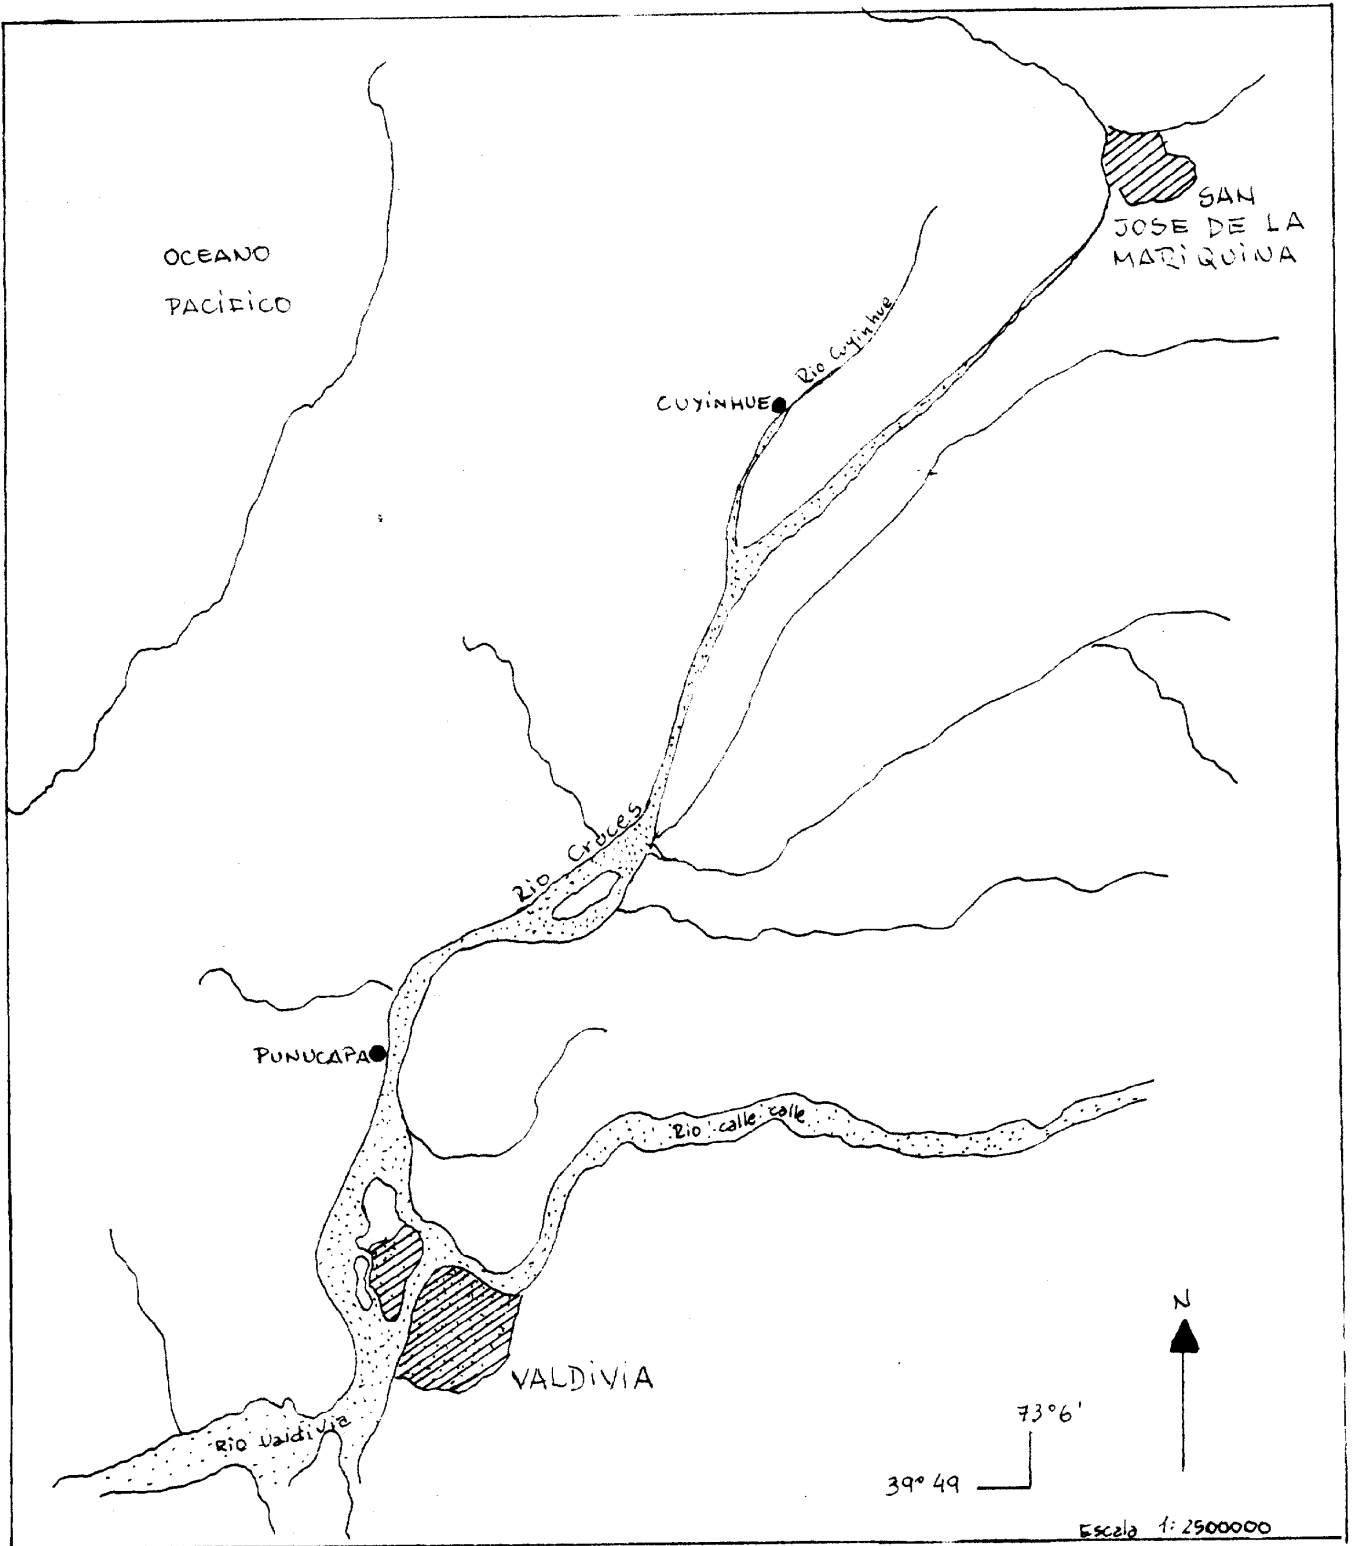 SAN
JOSE DE LA
MARiQUiNA
OCEANO
PACiFiCO
Rio Cuyinhue
CUYiNHUE
Rio Cruces
PUNUCAPA
Rio calle calle
VALDiViA
Rio Valdivia
N
73°6'
39°49
Escala 1:2500000